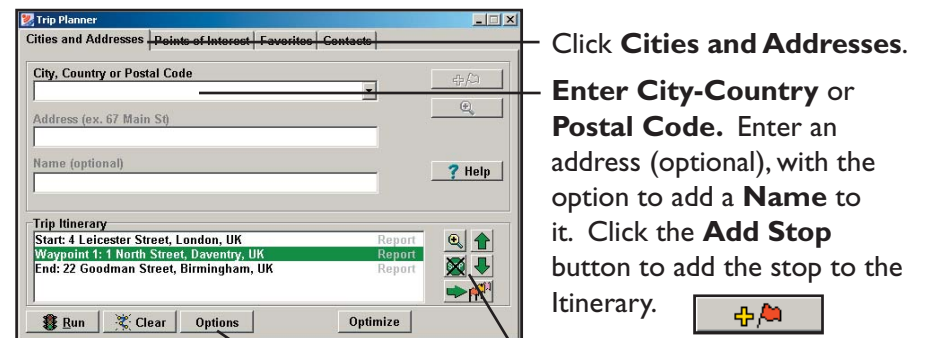 Trip Planner
Cities and Addresses Points of Interest Favorites Contacts
City, Country or Postal Code
Address (ex. 67 Main St)
Name (optional)
? Help
Trip Itinerary
Start: 4 Leicester Street, London, UK Report
Waypoint 1: 1 North Street, Daventry, UK Report
End: 22 Goodman Street, Birmingham, UK Report
Run Clear Options Optimize
Click Cities and Addresses.
Enter City-Country or
Postal Code. Enter an
address (optional), with the
option to add a Name to
it. Click the Add Stop
button to add the stop to the
Itinerary.